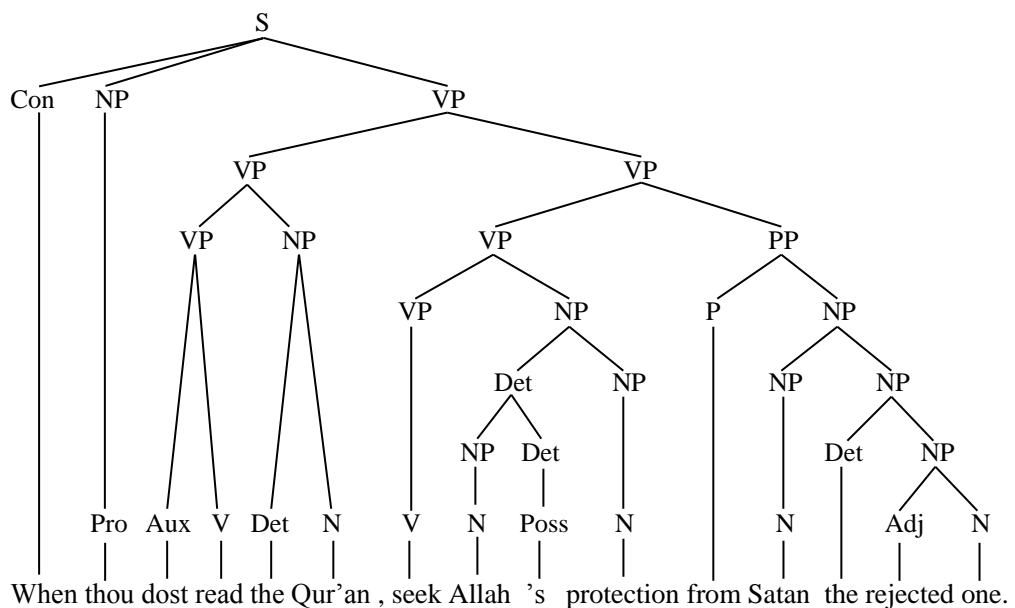 S
Con NP VP
VP VP
VP NP VP PP
VP NP P NP
Det NP NP NP
NP Det Det NP
Pro Aux V Det N V N Poss N N Adj N
When thou dost read the Qur’an , seek Allah ’s protection from Satan the rejected one.